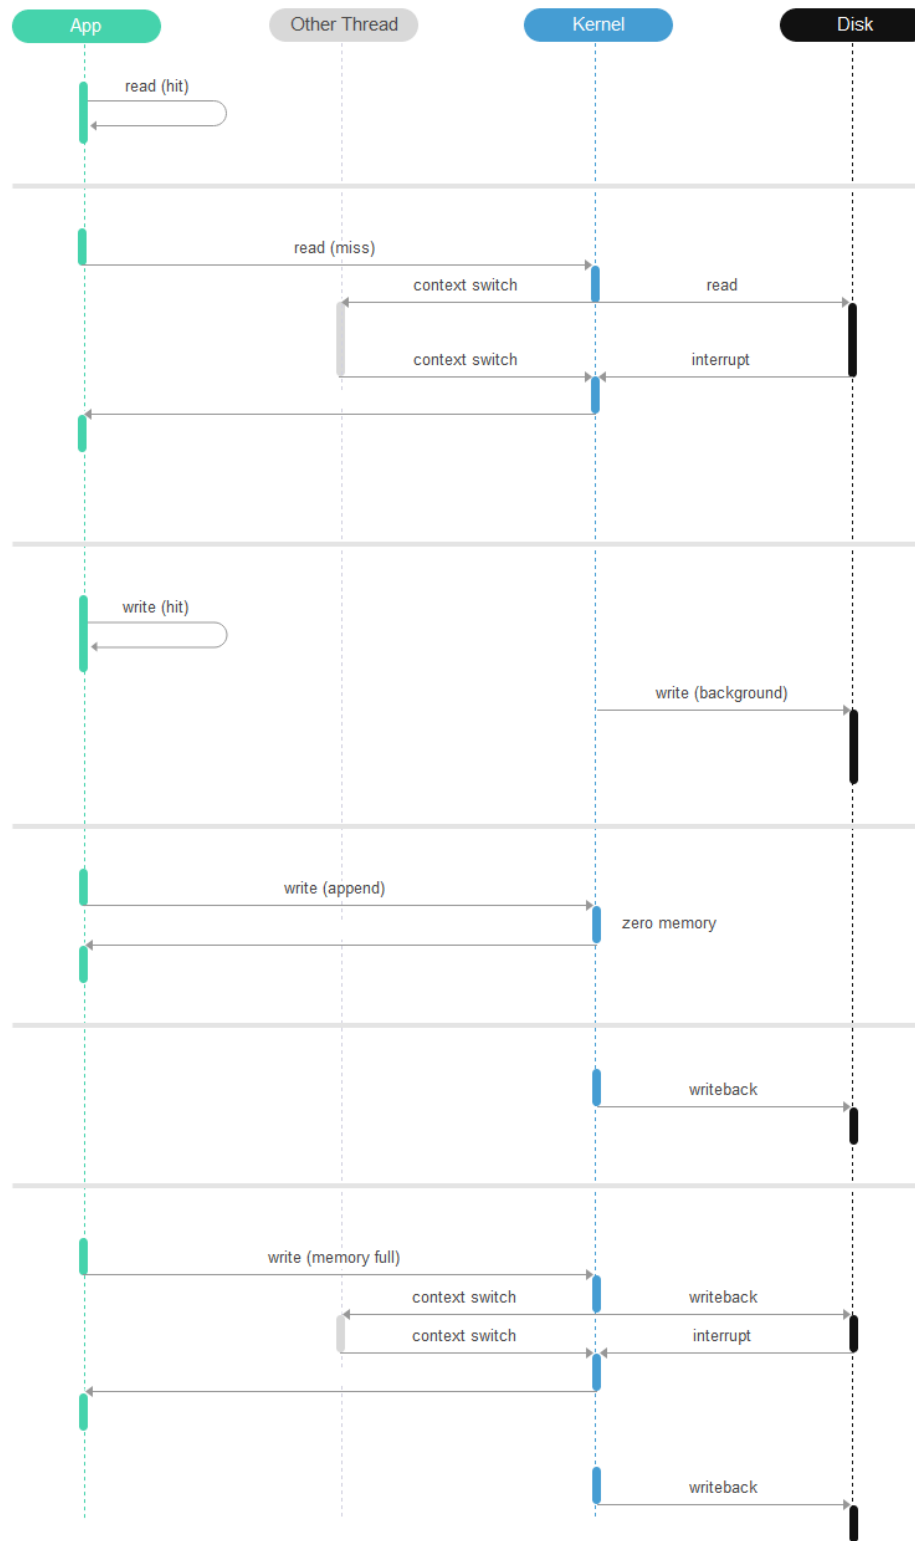 App
Other Thread
Kernel
Disk
read (hit)
read (miss)
context switch
read
context switch
interrupt
write (hit)
write (background)
write (append)
zero memory
writeback
write (memory full)
context switch
writeback
context switch
interrupt
writeback